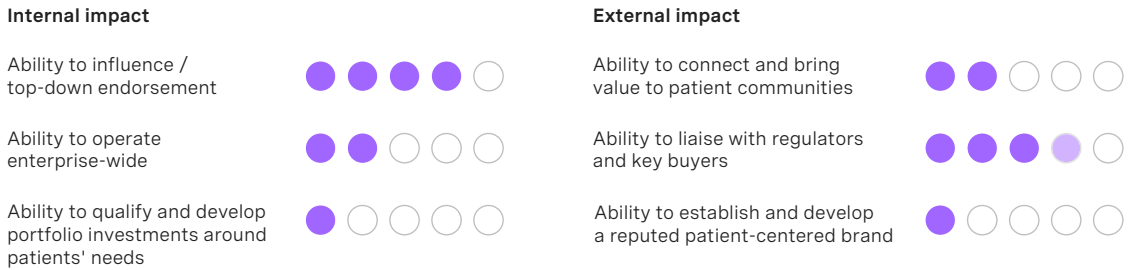 Internal impact
Ability to influence /
top-down endorsement
Ability to operate
enterprise-wide
Ability to qualify and develop
portfolio investments around
patients' needs
External impact
Ability to connect and bring
value to patient communities
Ability to liaise with regulators
and key buyers
Ability to establish and develop
a reputed patient-centered brand